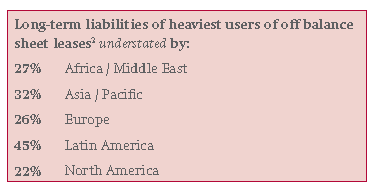 Long-term liabilities of heaviest users of off balance
sheet leases² understated by:
27% Africa / Middle East
32% Asia / Pacific
26% Europe
45% Latin America
22% North America